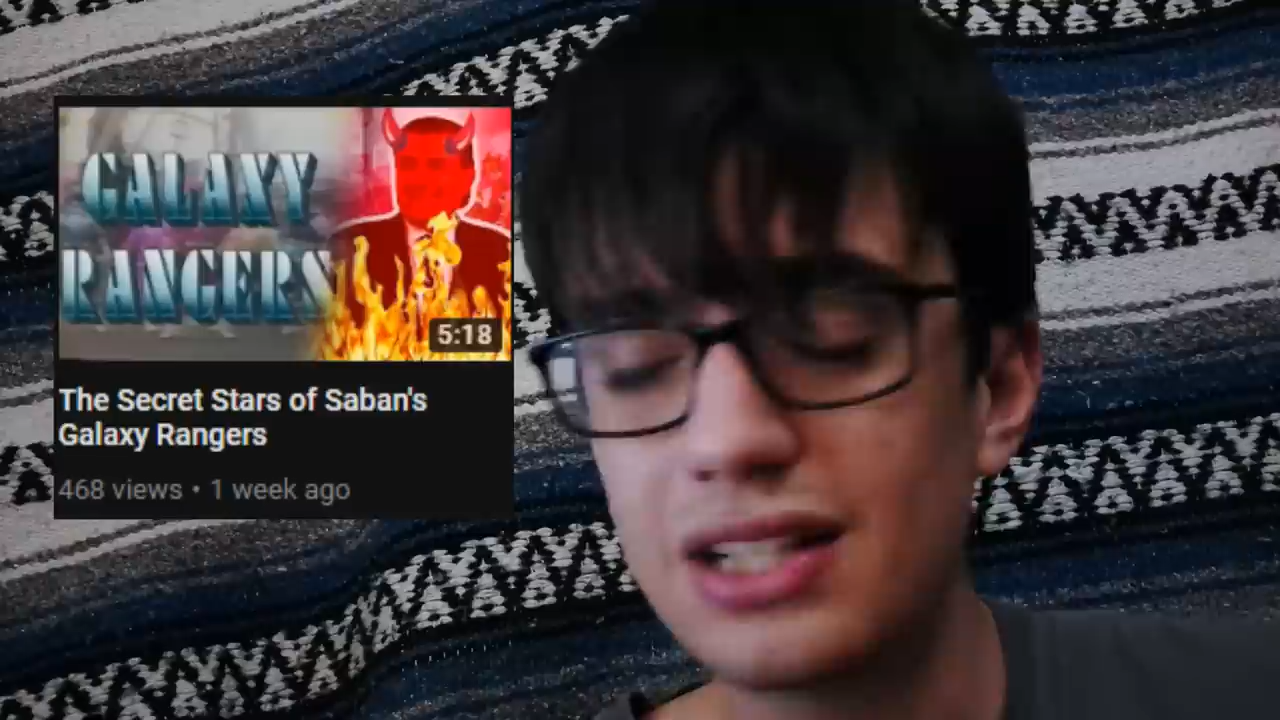 GALAXY
RANGERS
5:18
The Secret Stars of Saban's
Galaxy Rangers
468 views • 1 week ago